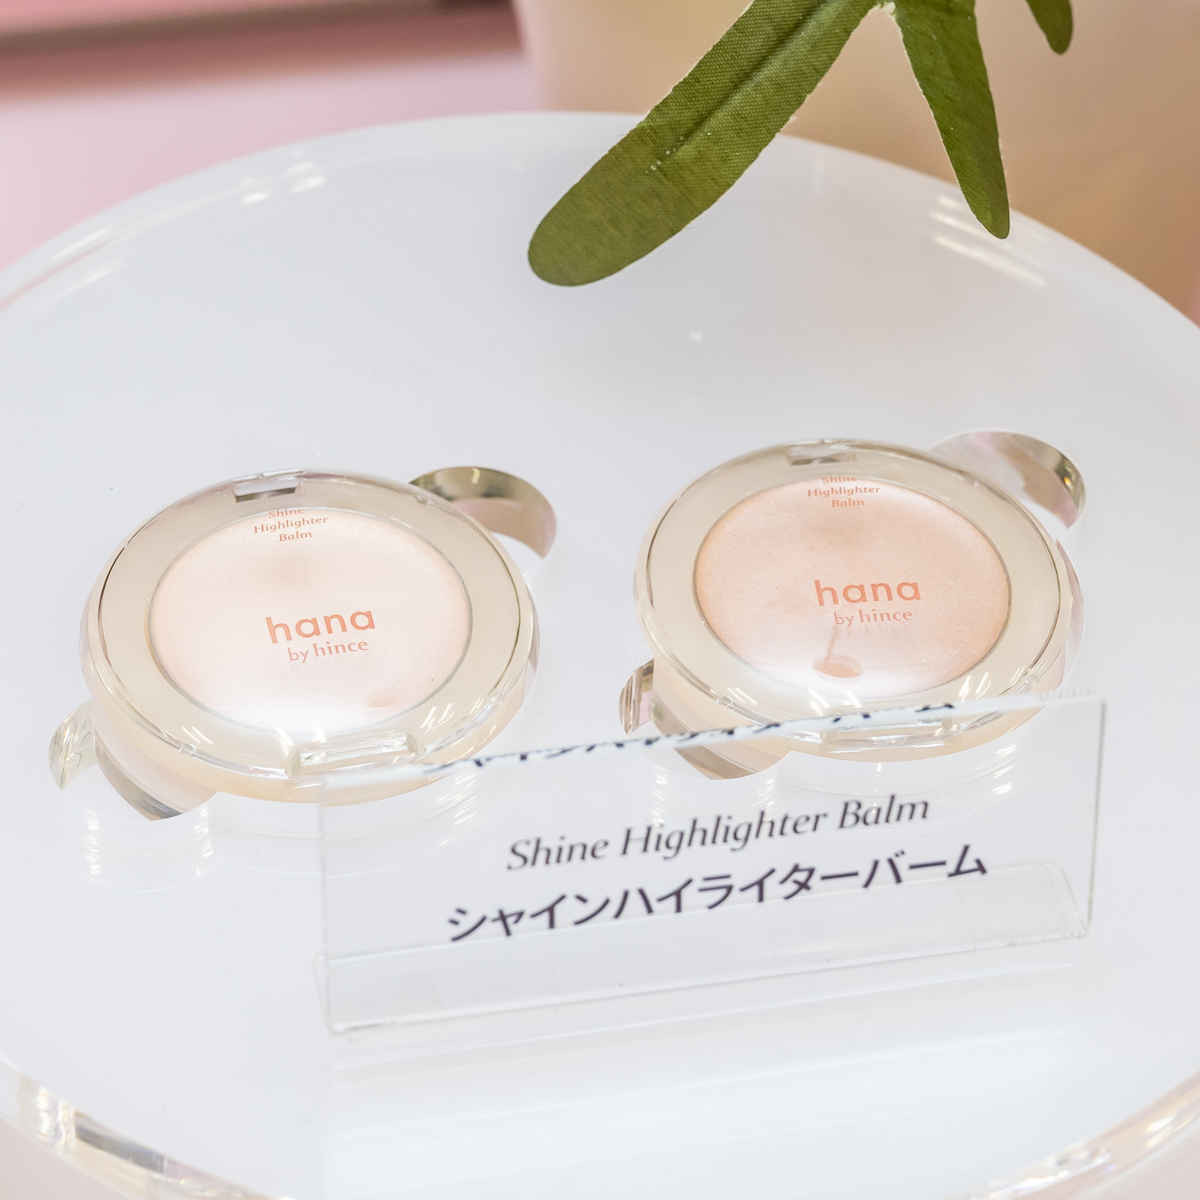 Shine
Highlighter
Balm
hana
by hince
Shine
Highlighter
Balm
hana
by hince
Shine Highlighter Balm
シャインハイライターバーム